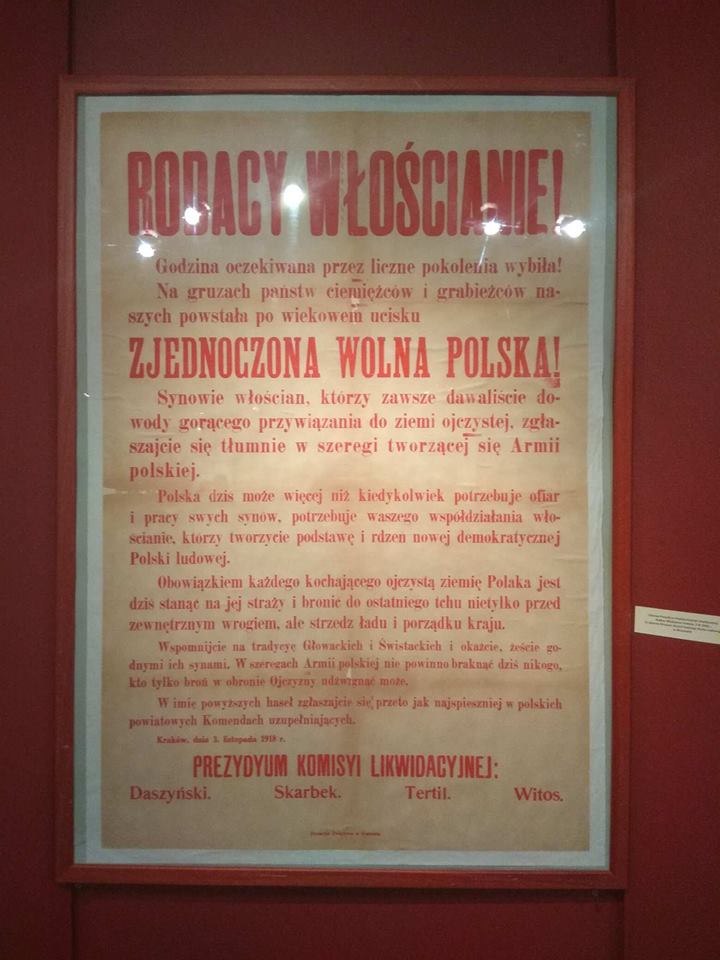 RODACY WŁOŚCIANIE!
Godzina oczekiwana przez liczne pokolenia wybiła!
Na gruzach państw ciemięźców i grabieźców na-
szych powstała po wiekowem ucisku
ZJEDNOCZONA WOLNA POLSKA!
Synowie włościan, którzy zawsze dawaliście do-
wody gorącego przywiązania do ziemi ojczystej, zgła-
szajcie się tłumnie w szeregi tworzącej się Armii
polskiej.
Polska dziś może więcej niż kiedykolwiek potrzebuje ofiar
i pracy swych synów, potrzebuje waszego współdziałania wło-
ścianie, którzy tworzycie podstawę i rdzeń nowej demokratycznej
Polski ludowej.
Obowiązkiem każdego kochającego ojczystą ziemię Polaka jest
dziś stanąć na jej straży i bronić do ostatniego tchu nietylko przed
zewnętrznym wrogiem, ale strzedz ładu i porządku kraju.
Wspomnijcie na tradycyę Głowackich i Świstackich i okażcie, żeście go-
dnymi ich synami. W szeregach Armii polskiej nie powinno braknąć dziś nikogo,
kto tylko broń w obronie Ojczyzny udźwignąć może.
W imię powyższych haseł zgłaszajcie się przeto jak najspieszniej w polskich
powiatowych Komendach uzupełniających.
Kraków, dnia 3. listopada 1918 r.
PREZYDYUM KOMISYI LIKWIDACYJNEJ:
Daszyński. Skarbek. Tertil. Witos.